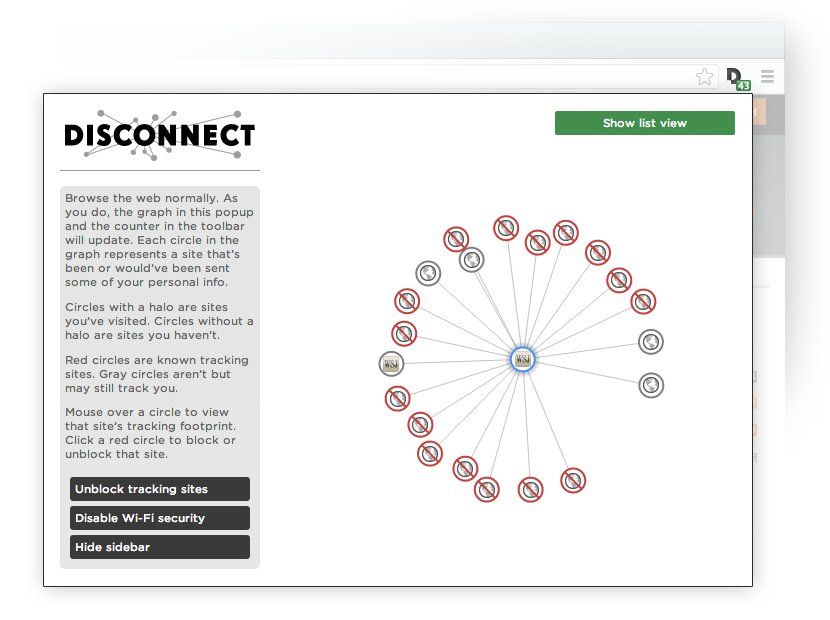 43
DISCONNECT
Show list view
Browse the web normally. As
you do, the graph in this popup
and the counter in the toolbar
will update. Each circle in the
graph represents a site that's
been or would've been sent
some of your personal info.
Circles with a halo are sites
you've visited. Circles without a
halo are sites you haven't.
Red circles are known tracking
sites. Gray circles aren't but
may still track you.
Mouse over a circle to view
that site's tracking footprint.
Click a red circle to block or
unblock that site.
Unblock tracking sites
Disable Wi-Fi security
Hide sidebar
WSJ
WSJ